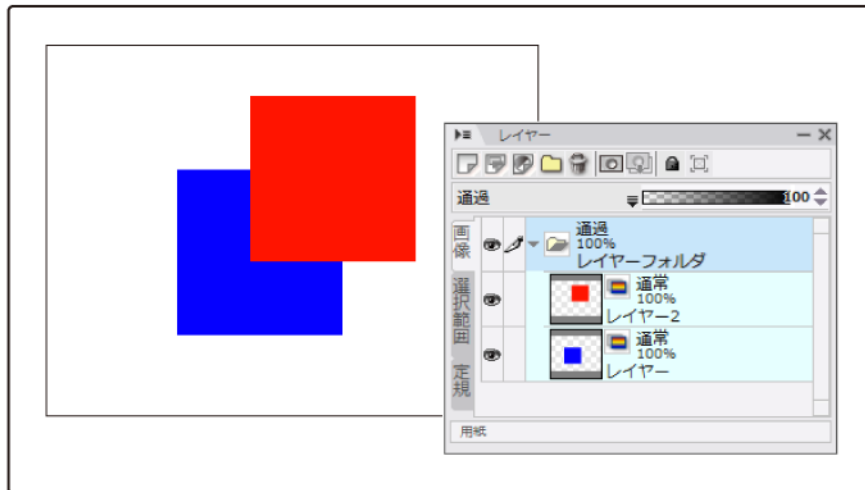 レイヤー
通過
100
画像
選択範囲
定規
通過
100%
レイヤーフォルダ
通常
100%
レイヤー2
通常
100%
レイヤー
用紙